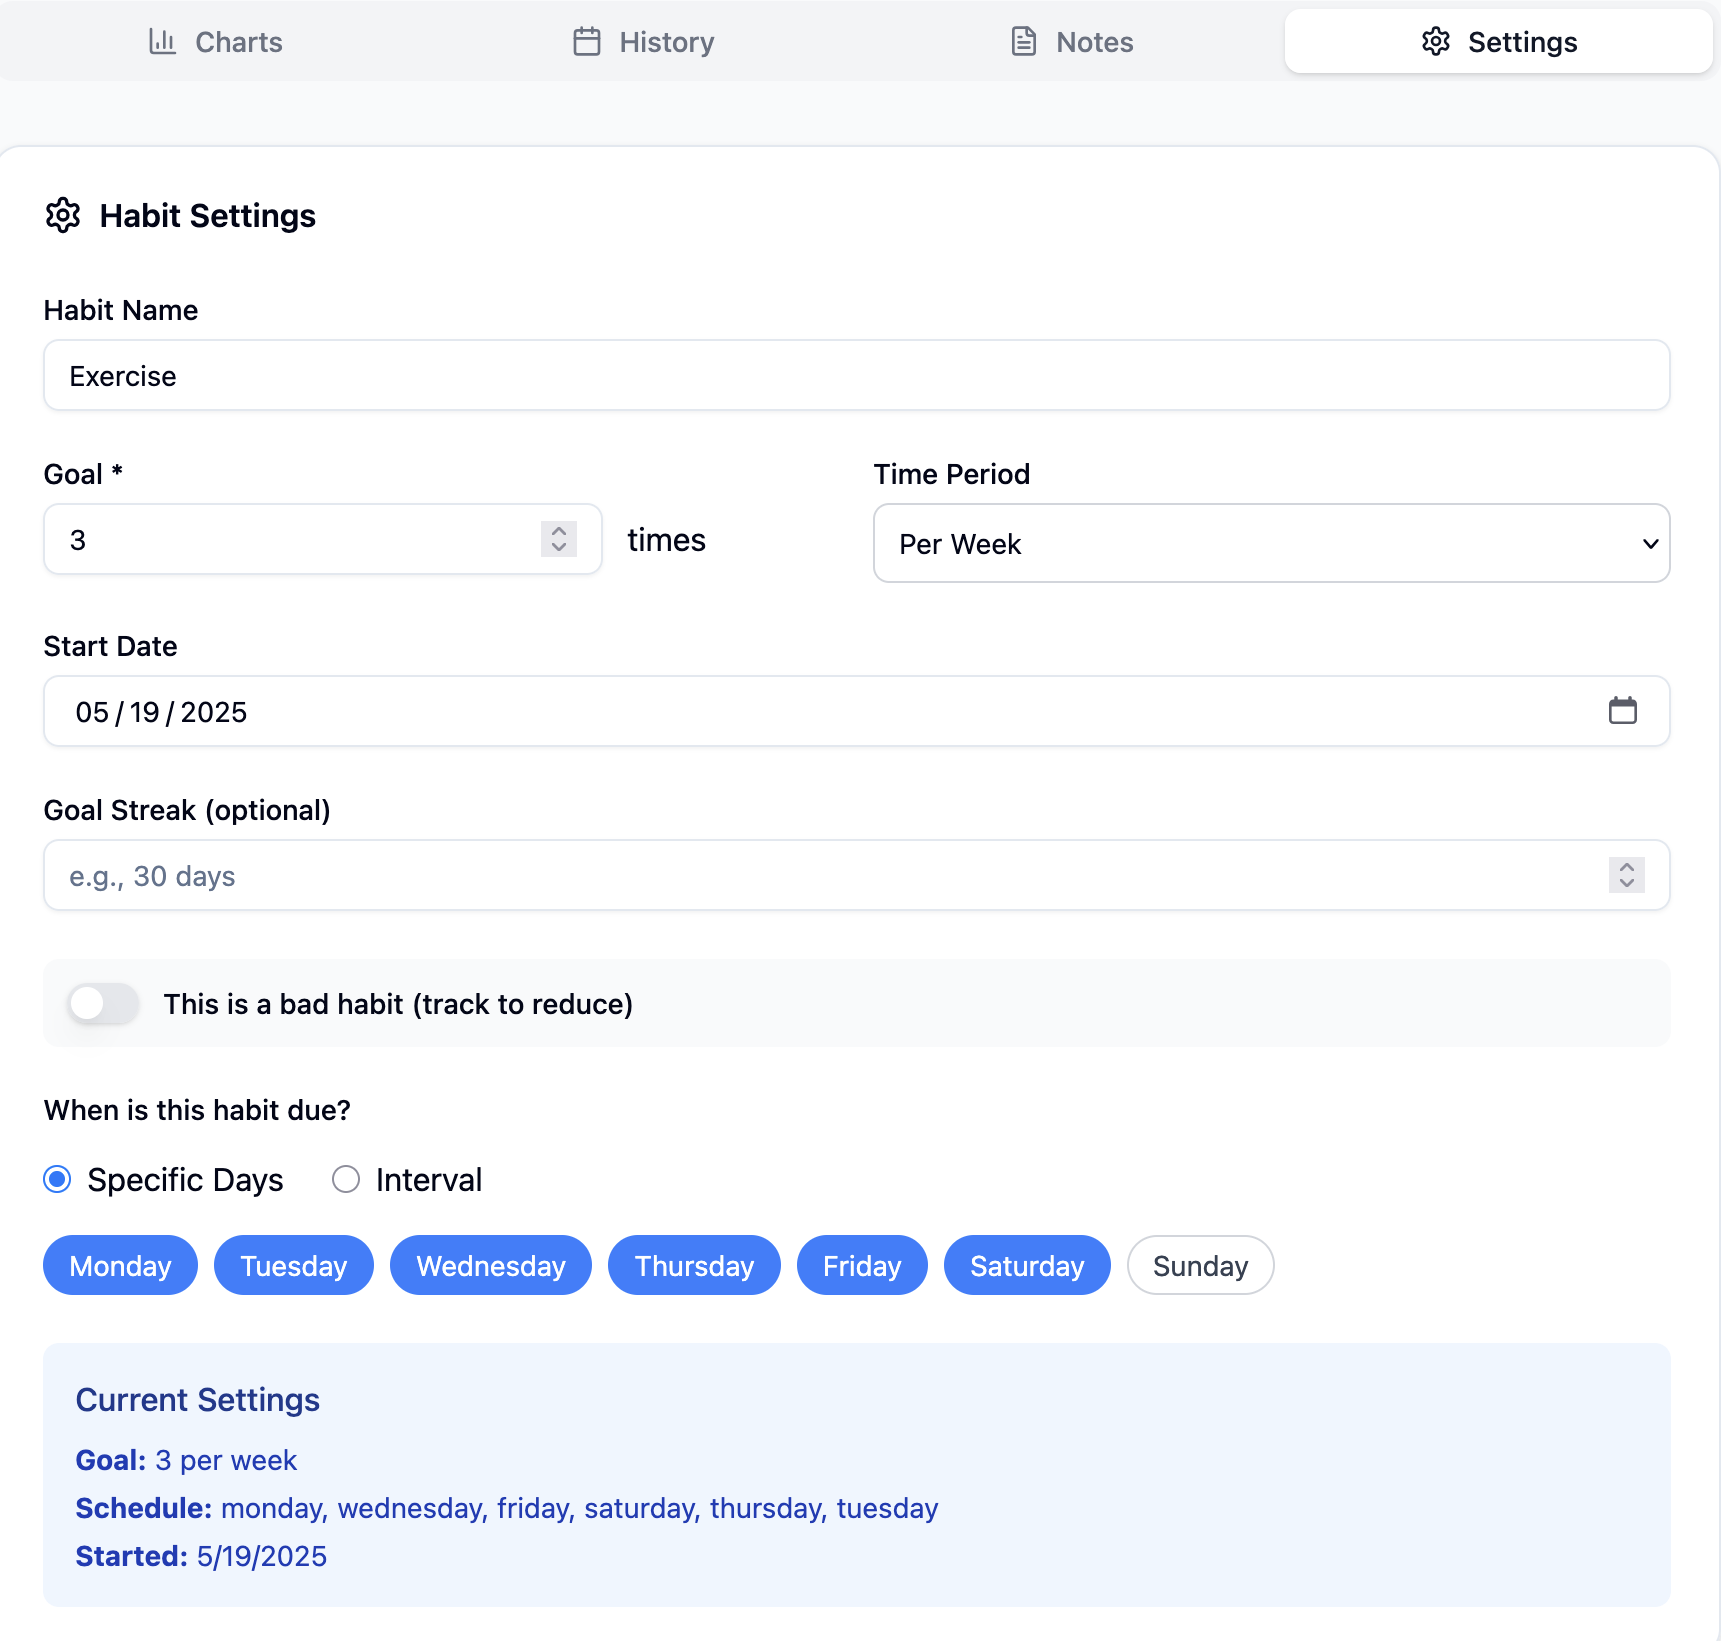 Charts History Notes Settings
Habit Settings
Habit Name
Exercise
Goal * Time Period
3 times Per Week
Start Date
05/19/2025
Goal Streak (optional)
e.g., 30 days
This is a bad habit (track to reduce)
When is this habit due?
Specific Days Interval
Monday Tuesday Wednesday Thursday Friday Saturday Sunday
Current Settings
Goal: 3 per week
Schedule: monday, wednesday, friday, saturday, thursday, tuesday
Started: 5/19/2025